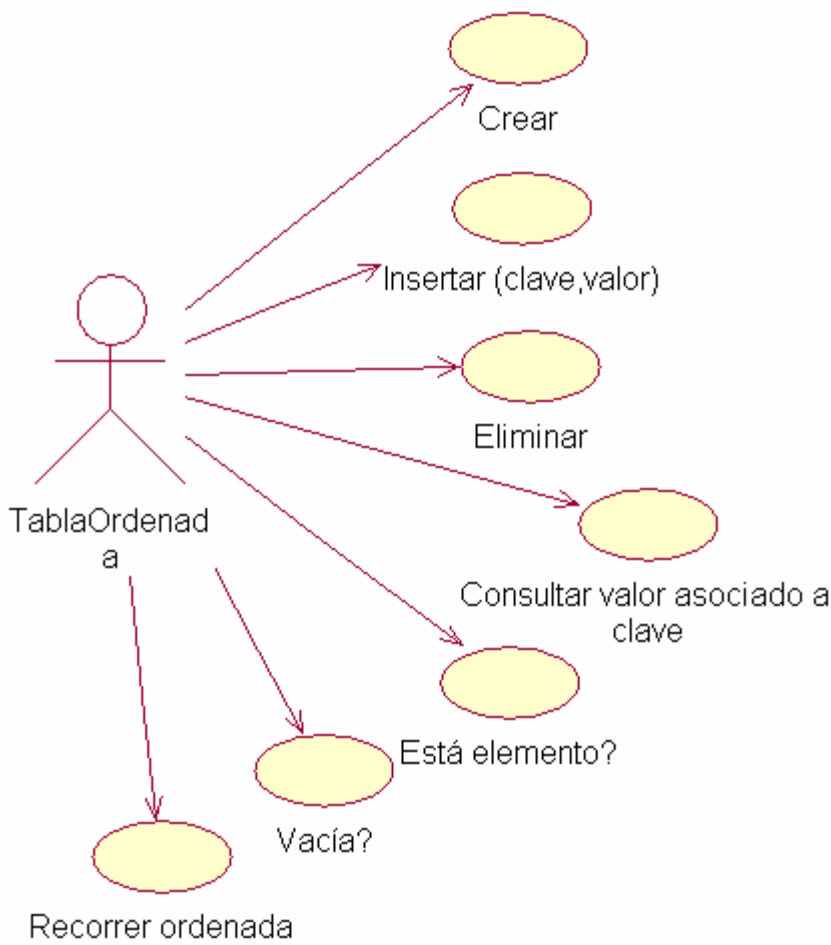 Crear
Insertar (clave,valor)
Eliminar
TablaOrdenad
a
Consultar valor asociado a
clave
Está elemento?
Vacía?
Recorrer ordenada